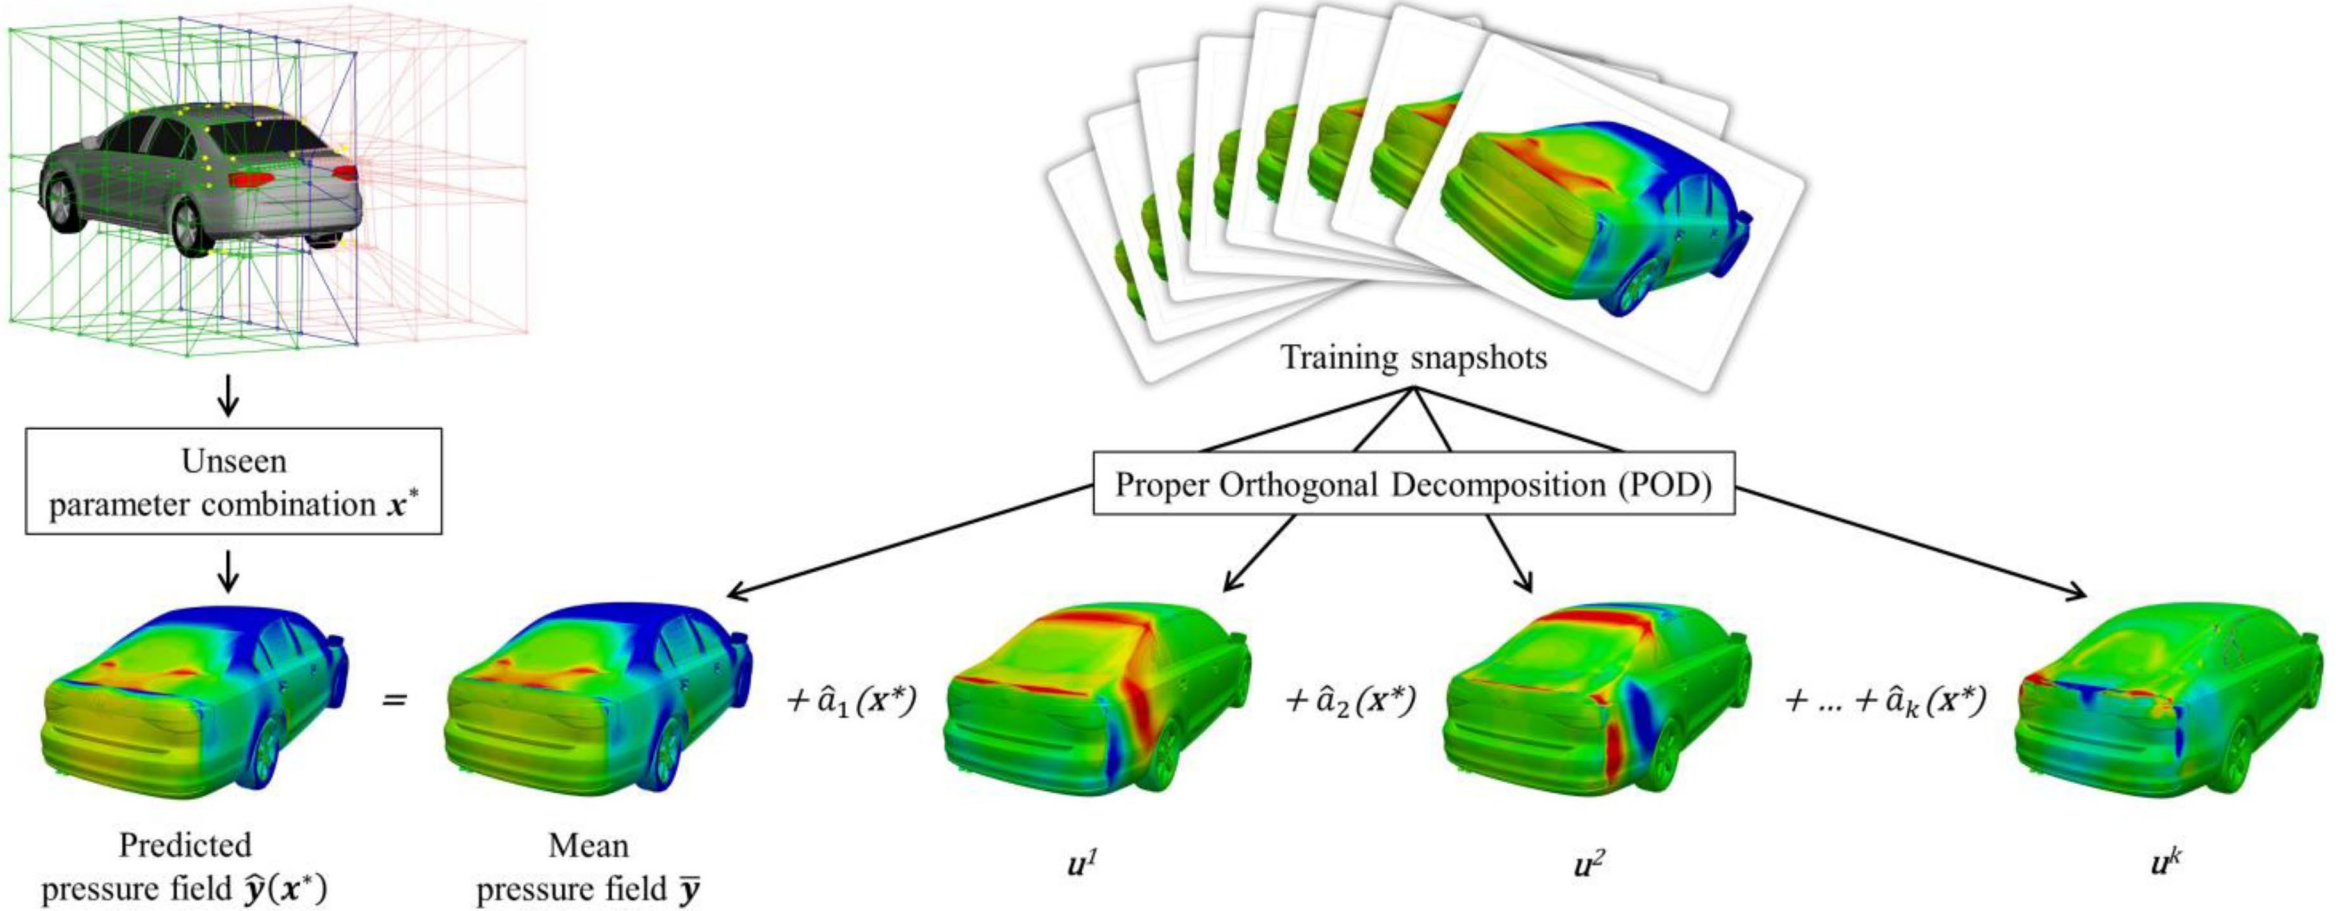 Training snapshots
Unseen
parameter combination x*
Proper Orthogonal Decomposition (POD)
= + â₁(x*) + â₂(x*) + ... + âₖ(x*)
Predicted
pressure field ŷ(x*)
Mean
pressure field ȳ
u¹
u²
uᵏ